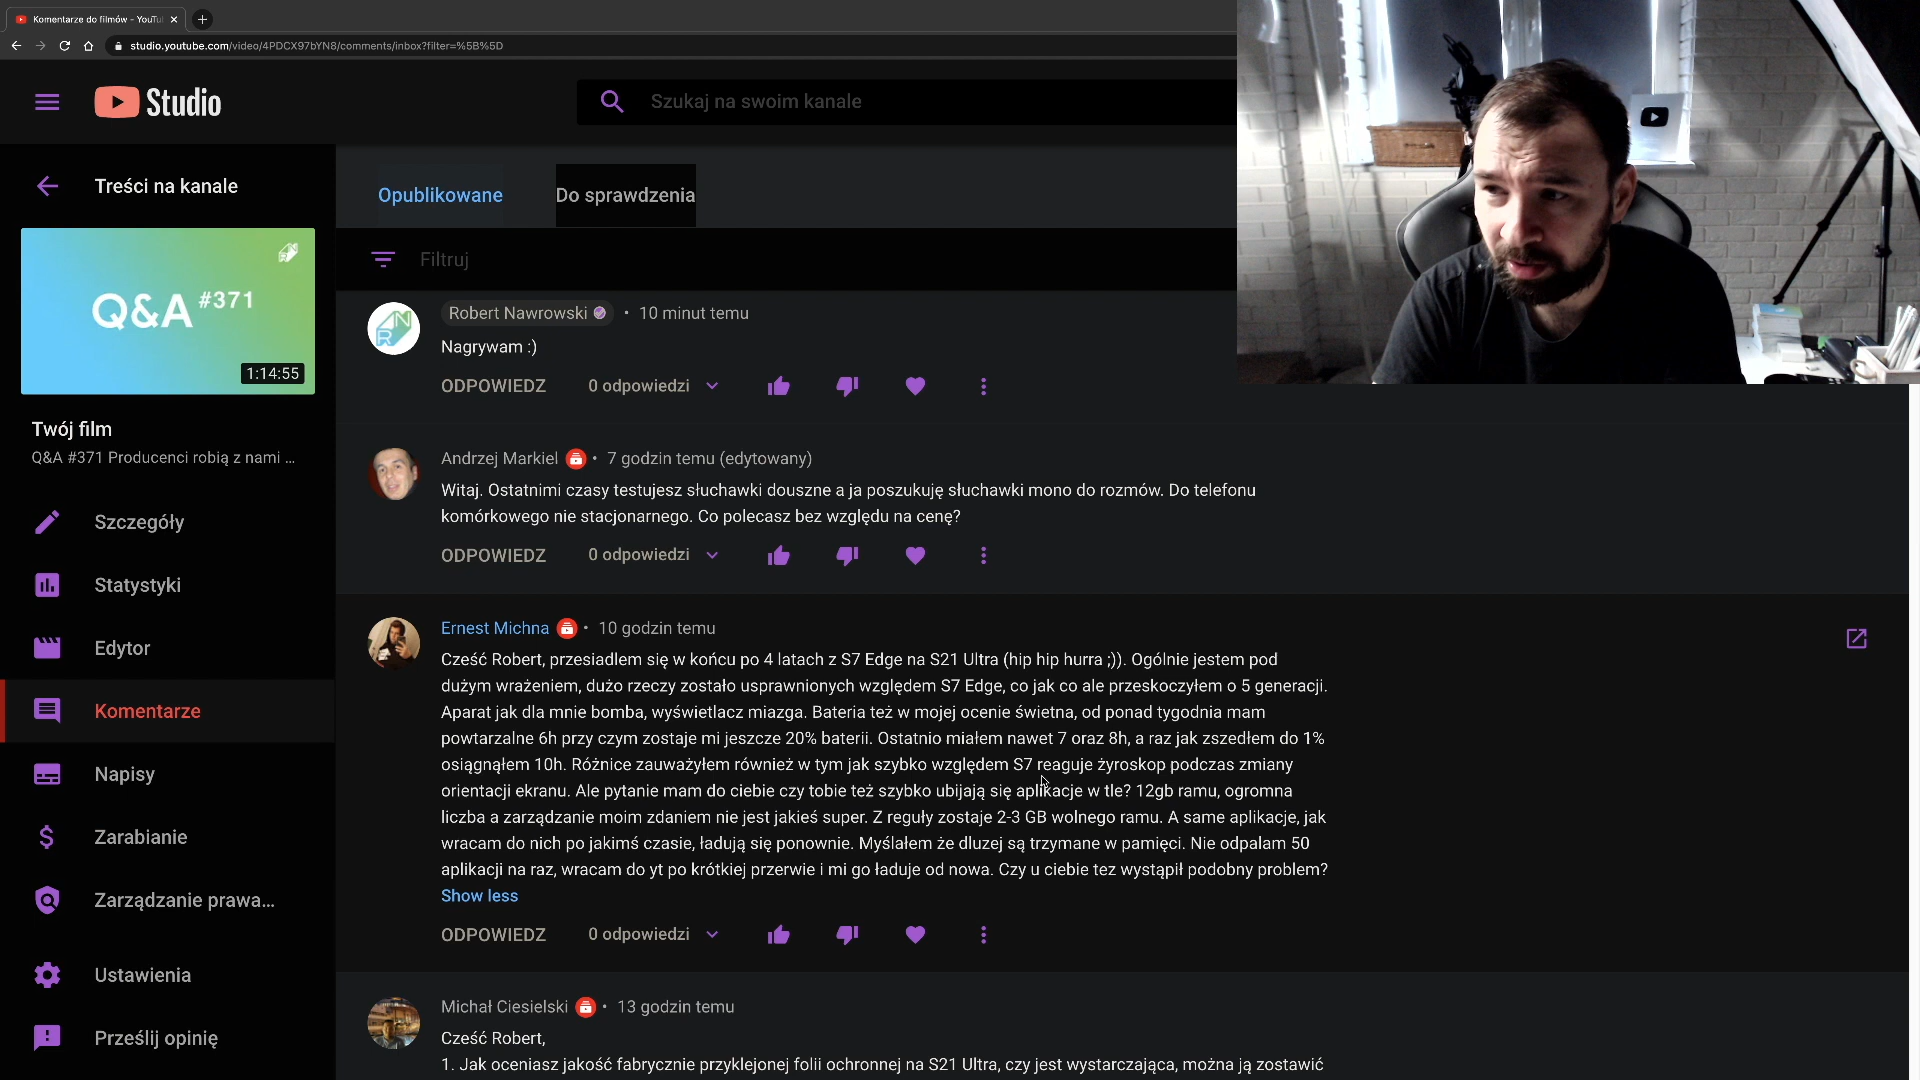 Komentarze do filmów - YouTu
studio.youtube.com/video/4PDCX97bYN8/comments/inbox?filter=%5B%5D
Studio
Szukaj na swoim kanale
Treści na kanale
Opublikowane
Do sprawdzenia
Q&A #371
1:14:55
Filtruj
Twój film
Q&A #371 Producenci robią z nami ...
Szczegóły
Statystyki
Edytor
Komentarze
Napisy
Zarabianie
Zarządzanie prawa...
Ustawienia
Prześlij opinię
Robert Nawrowski • 10 minut temu
Nagrywam :)
ODPOWIEDZ 0 odpowiedzi
Andrzej Markiel • 7 godzin temu (edytowany)
Witaj. Ostatnimi czasy testujesz słuchawki douszne a ja poszukuję słuchawki mono do rozmów. Do telefonu
komórkowego nie stacjonarnego. Co polecasz bez względu na cenę?
ODPOWIEDZ 0 odpowiedzi
Ernest Michna • 10 godzin temu
Cześć Robert, przesiadlem się w końcu po 4 latach z S7 Edge na S21 Ultra (hip hip hurra ;)). Ogólnie jestem pod
dużym wrażeniem, dużo rzeczy zostało usprawnionych względem S7 Edge, co jak co ale przeskoczyłem o 5 generacji.
Aparat jak dla mnie bomba, wyświetlacz miazga. Bateria też w mojej ocenie świetna, od ponad tygodnia mam
powtarzalne 6h przy czym zostaje mi jeszcze 20% baterii. Ostatnio miałem nawet 7 oraz 8h, a raz jak zszedłem do 1%
osiągnąłem 10h. Różnice zauważyłem również w tym jak szybko względem S7 reaguje żyroskop podczas zmiany
orientacji ekranu. Ale pytanie mam do ciebie czy tobie też szybko ubijają się aplikacje w tle? 12gb ramu, ogromna
liczba a zarządzanie moim zdaniem nie jest jakieś super. Z reguły zostaje 2-3 GB wolnego ramu. A same aplikacje, jak
wracam do nich po jakimś czasie, ładują się ponownie. Myślałem że dluzej są trzymane w pamięci. Nie odpalam 50
aplikacji na raz, wracam do yt po krótkiej przerwie i mi go ładuje od nowa. Czy u ciebie tez wystąpił podobny problem?
Show less
ODPOWIEDZ 0 odpowiedzi
Michał Ciesielski • 13 godzin temu
Cześć Robert,
1. Jak oceniasz jakość fabrycznie przyklejonej folii ochronnej na S21 Ultra, czy jest wystarczająca, można ją zostawić